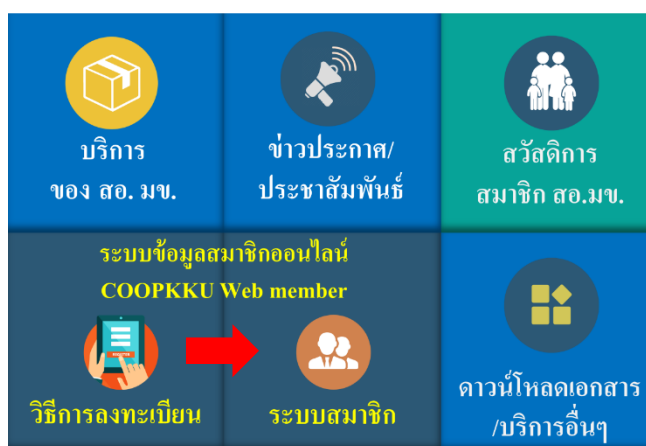 บริการ
ของ สอ. มข.
ข่าวประกาศ/
ประชาสัมพันธ์
สวัสดิการ
สมาชิก สอ.มข.
ระบบข้อมูลสมาชิกออนไลน์
COOPKKU Web member
วิธีการลงทะเบียน
ระบบสมาชิก
ดาวน์โหลดเอกสาร
/บริการอื่นๆ